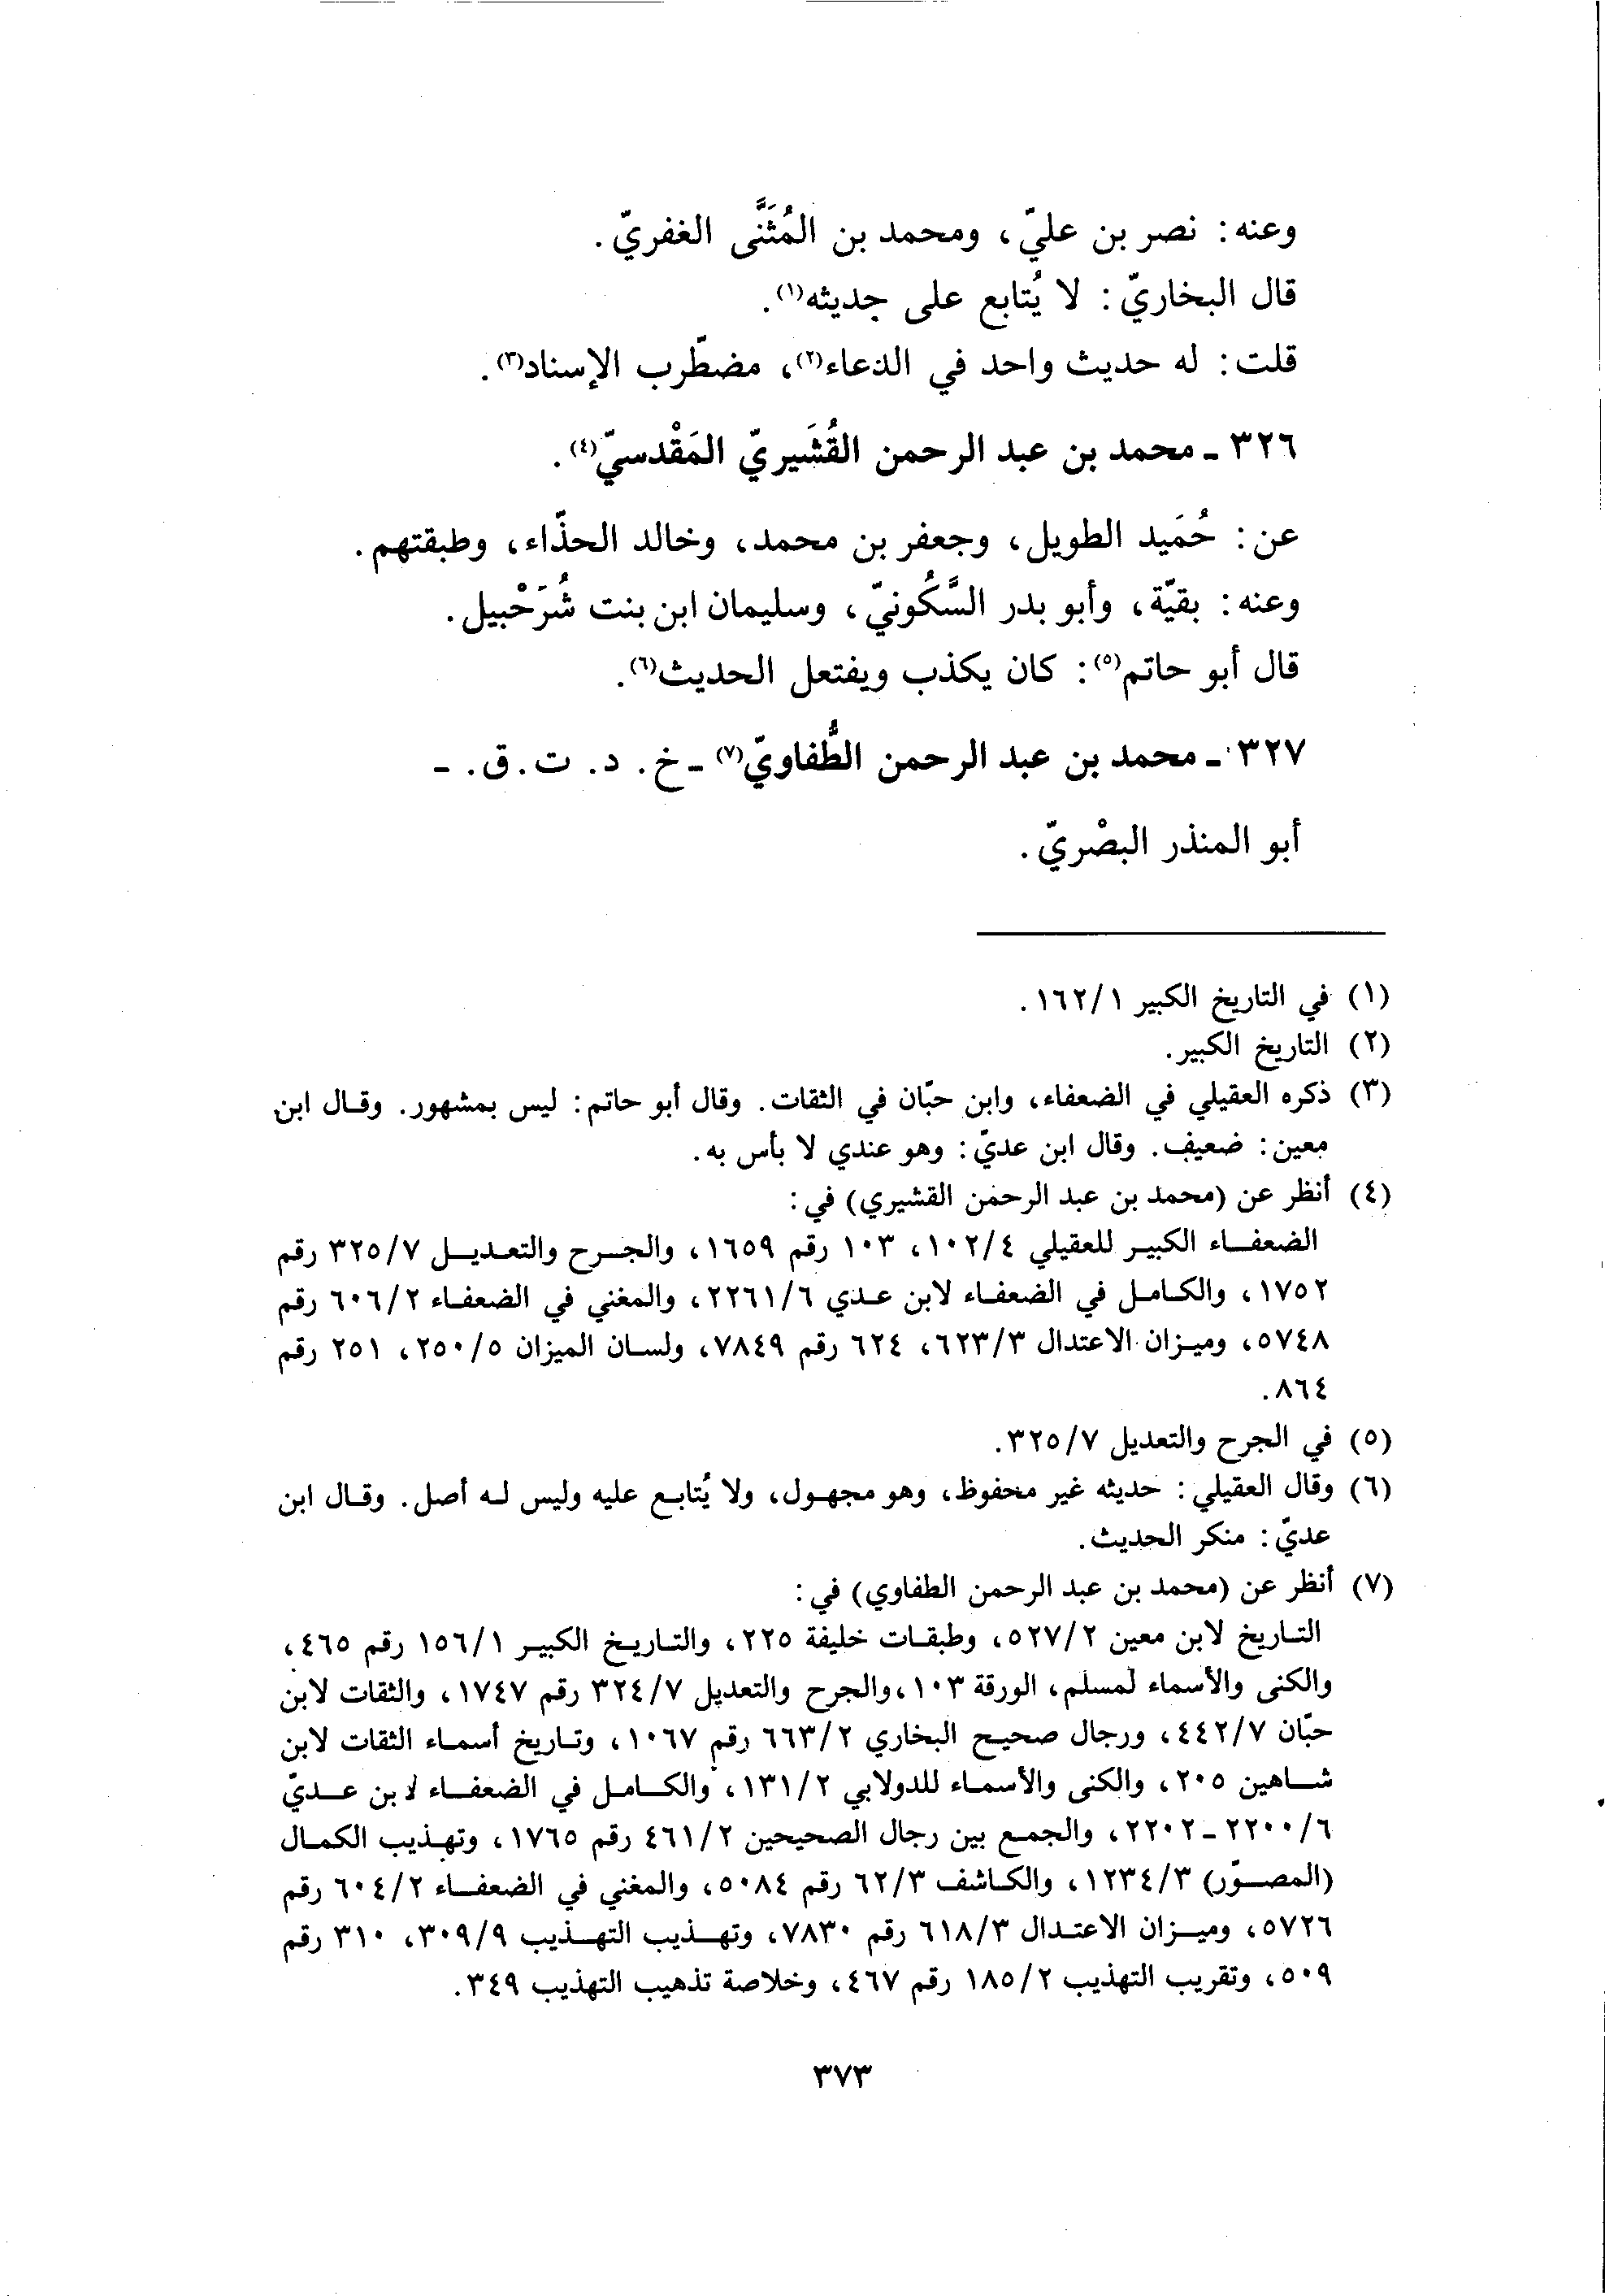 وعنه: نصر بن عليّ، ومحمد بن المُثَنَّى الغفريّ.
قال البخاريّ: لا يُتابع على حديثه(١).
قلت: له حديث واحد في الدعاء(٢)، مضطّرب الإسناد(٣).
٣٢٦ ـ محمد بن عبد الرحمن القُشَيريّ المَقْدسيّ(٤).
عن: حُمَيد الطويل، وجعفر بن محمد، وخالد الحذّاء، وطبقتهم.
وعنه: بقيّة، وأبو بدر السَّكُونيّ، وسليمان ابن بنت شُرَحْبيل.
قال أبو حاتم(٥): كان يكذب ويفتعل الحديث(٦).
٣٢٧ ـ محمد بن عبد الرحمن الطُّفاويّ(٧) ـ خ. د. ت. ق. ـ
أبو المنذر البصْريّ.
(١) في التاريخ الكبير ١٦٢/١.
(٢) التاريخ الكبير.
(٣) ذكره العقيلي في الضعفاء، وابن حبّان في الثقات. وقال أبو حاتم: ليس بمشهور. وقال ابن
معين: ضعيف. وقال ابن عديّ: وهو عندي لا بأس به.
(٤) أنظر عن (محمد بن عبد الرحمن القشيري) في:
الضعفاء الكبير للعقيلي ١٠٢/٤، ١٠٣ رقم ١٦٥٩، والجرح والتعديل ٣٢٥/٧ رقم
١٧٥٢، والكامل في الضعفاء لابن عدي ٢٢٦١/٦، والمغني في الضعفاء ٦٠٦/٢ رقم
٥٧٤٨، وميزان الاعتدال ٦٢٣/٣، ٦٢٤ رقم ٧٨٤٩، ولسان الميزان ٢٥٠/٥، ٢٥١ رقم
٨٦٤.
(٥) في الجرح والتعديل ٣٢٥/٧.
(٦) وقال العقيلي: حديثه غير محفوظ، وهو مجهول، ولا يُتابع عليه وليس له أصل. وقال ابن
عديّ: منكر الحديث.
(٧) أنظر عن (محمد بن عبد الرحمن الطفاوي) في:
التاريخ لابن معين ٥٢٧/٢، وطبقات خليفة ٢٢٥، والتاريخ الكبير ١٥٦/١ رقم ٤٦٥،
والكنى والأسماء لمسلم، الورقة ١٠٣، والجرح والتعديل ٣٢٤/٧ رقم ١٧٤٧، والثقات لابن
حبّان ٤٤٢/٧، ورجال صحيح البخاري ٦٦٣/٢ رقم ١٠٦٧، وتاريخ أسماء الثقات لابن
شاهين ٢٠٥، والكنى والأسماء للدولابي ١٣١/٢، والكامل في الضعفاء لابن عديّ
٢٢٠٠/٦ ـ ٢٢٠٢، والجمع بين رجال الصحيحين ٤٦١/٢ رقم ١٧٦٥، وتهذيب الكمال
(المصوّر) ١٢٣٤/٣، والكاشف ٦٢/٣ رقم ٥٠٨٤، والمغني في الضعفاء ٦٠٤/٢ رقم
٥٧٢٦، وميزان الاعتدال ٦١٨/٣ رقم ٧٨٣٠، وتهذيب التهذيب ٣٠٩/٩، ٣١٠ رقم
٥٠٩، وتقريب التهذيب ١٨٥/٢ رقم ٤٦٧، وخلاصة تذهيب التهذيب ٣٤٩.
٣٧٣